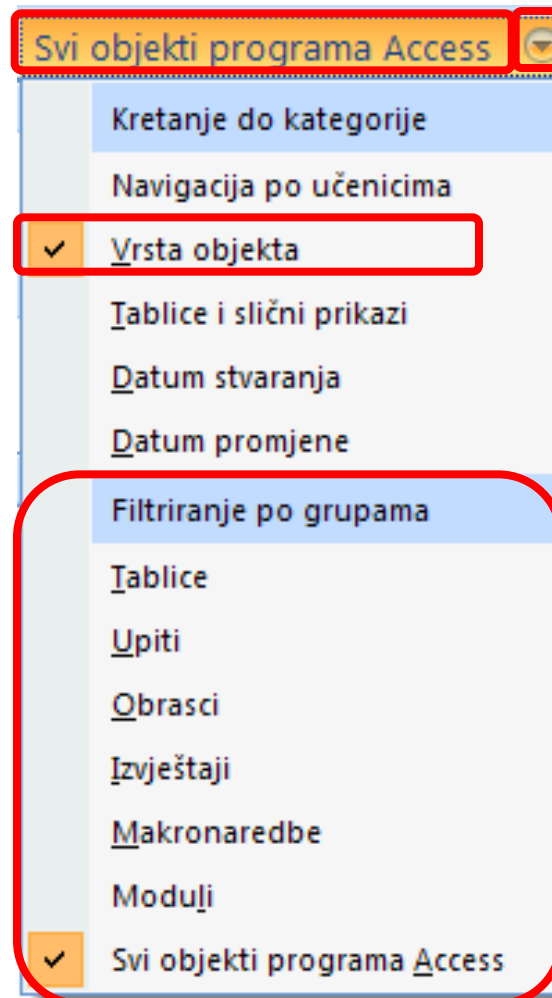 Svi objekti programa Access
Kretanje do kategorije
Navigacija po učenicima
Vrsta objekta
Tablice i slični prikazi
Datum stvaranja
Datum promjene
Filtriranje po grupama
Tablice
Upiti
Obrasci
Izvještaji
Makronaredbe
Moduli
Svi objekti programa Access